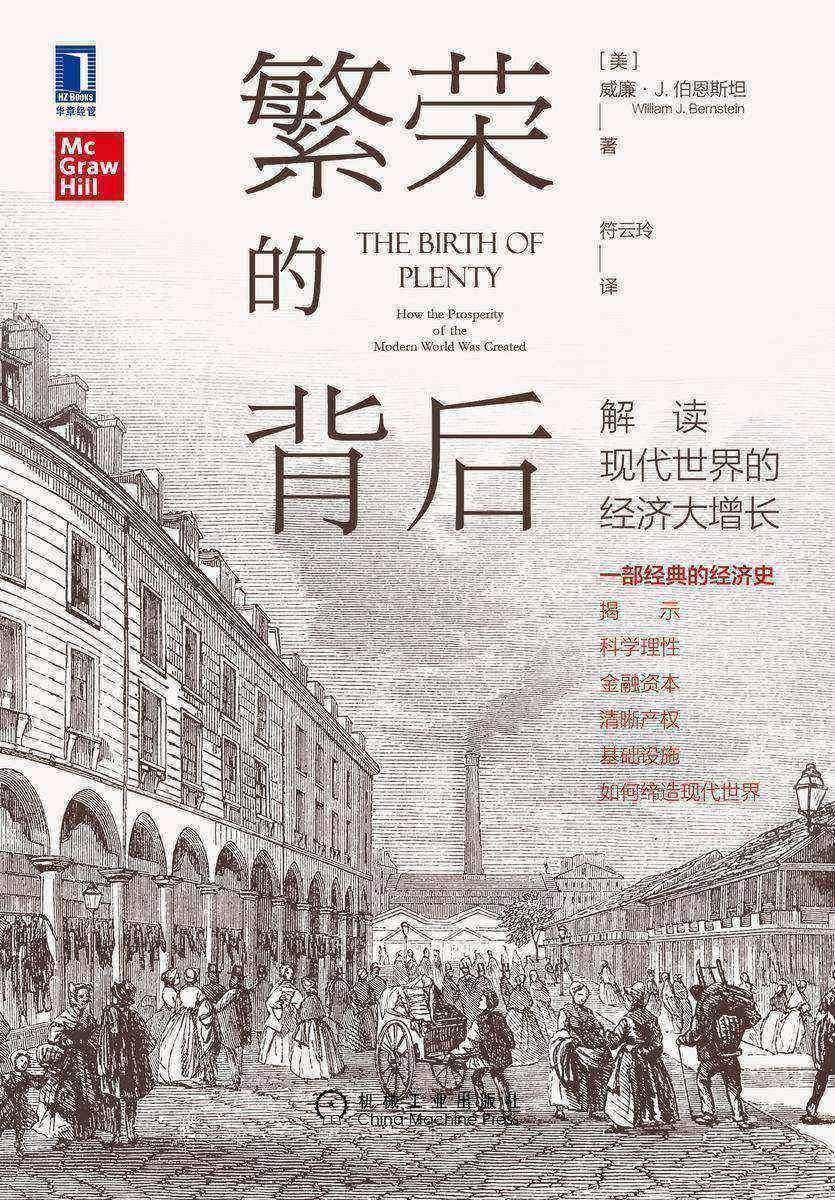 HZ BOOKS
华章经管
Mc
Graw
Hill
繁荣
的
背后
THE BIRTH OF
PLENTY
How the Prosperity
of the
Modern World Was Created
[美]
威廉·J. 伯恩斯坦
William J. Bernstein
著
符云玲
译
解 读
现代世界的
经济大增长
一部经典的经济史
揭 示
科学理性
金融资本
清晰产权
基础设施
如何缔造现代世界
机械工业出版社
China Machine Press